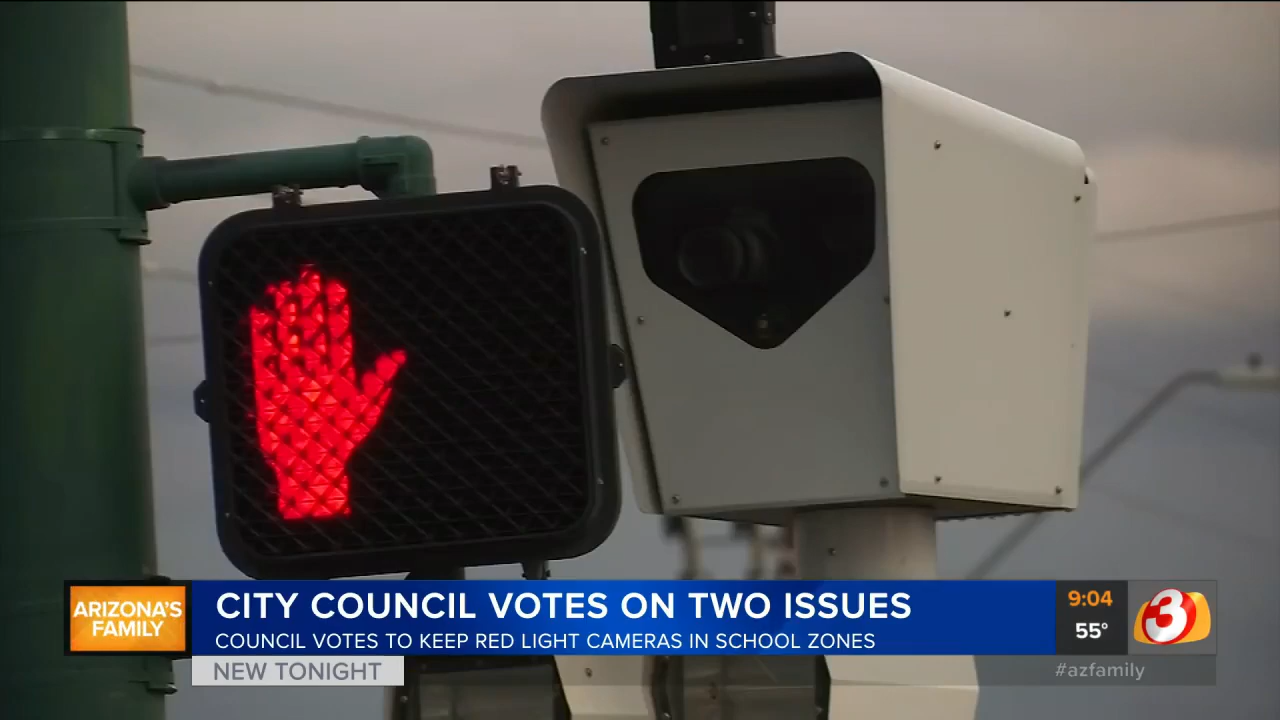 ARIZONA'S
FAMILY
CITY COUNCIL VOTES ON TWO ISSUES
COUNCIL VOTES TO KEEP RED LIGHT CAMERAS IN SCHOOL ZONES
9:04
55°
3
NEW TONIGHT
#azfamily